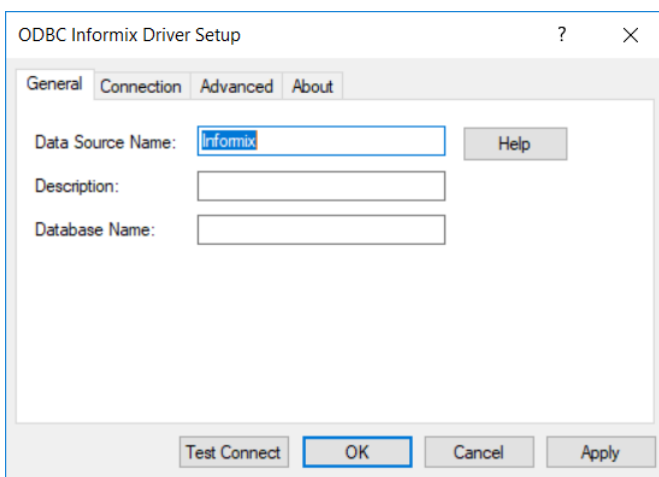 ODBC Informix Driver Setup ?
General Connection Advanced About
Data Source Name: Informix Help
Description:
Database Name:
Test Connect OK Cancel Apply